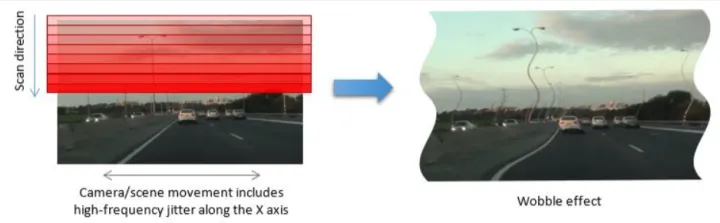 Scan direction
Camera/scene movement includes
high-frequency jitter along the X axis
Wobble effect